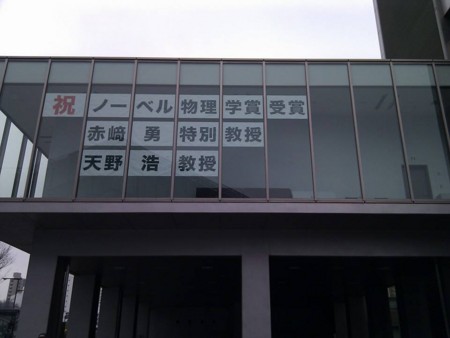 祝 ノーベル物理学賞受賞
赤﨑 勇 特別教授
天野 浩 教授